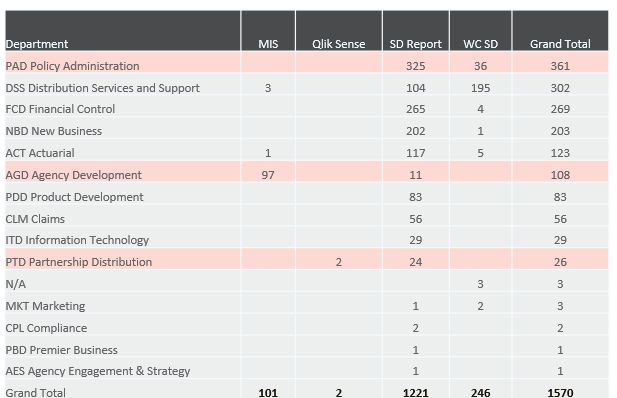 Department MIS Qlik Sense SD Report WC SD Grand Total
PAD Policy Administration 325 36 361
DSS Distribution Services and Support 3 104 195 302
FCD Financial Control 265 4 269
NBD New Business 202 1 203
ACT Actuarial 1 117 5 123
AGD Agency Development 97 11 108
PDD Product Development 83 83
CLM Claims 56 56
ITD Information Technology 29 29
PTD Partnership Distribution 2 24 26
N/A 3 3
MKT Marketing 1 2 3
CPL Compliance 2 2
PBD Premier Business 1 1
AES Agency Engagement & Strategy 1 1
Grand Total 101 2 1221 246 1570